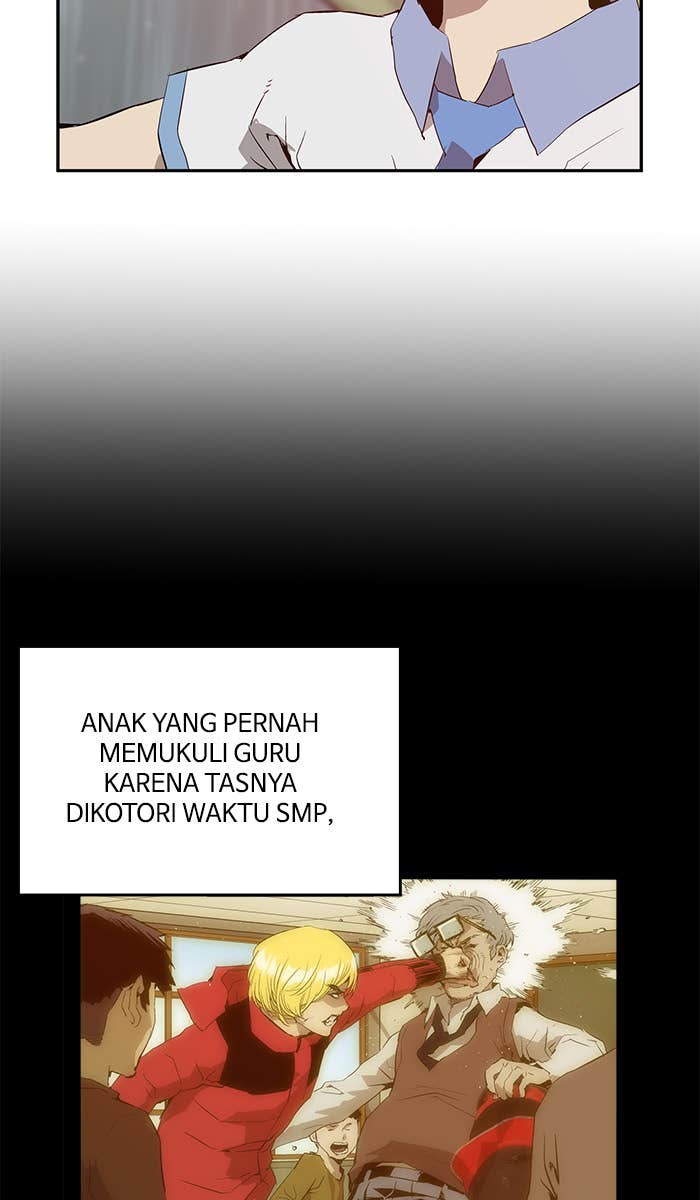 ANAK YANG PERNAH
MEMUKULI GURU
KARENA TASNYA
DIKOTORI WAKTU SMP,